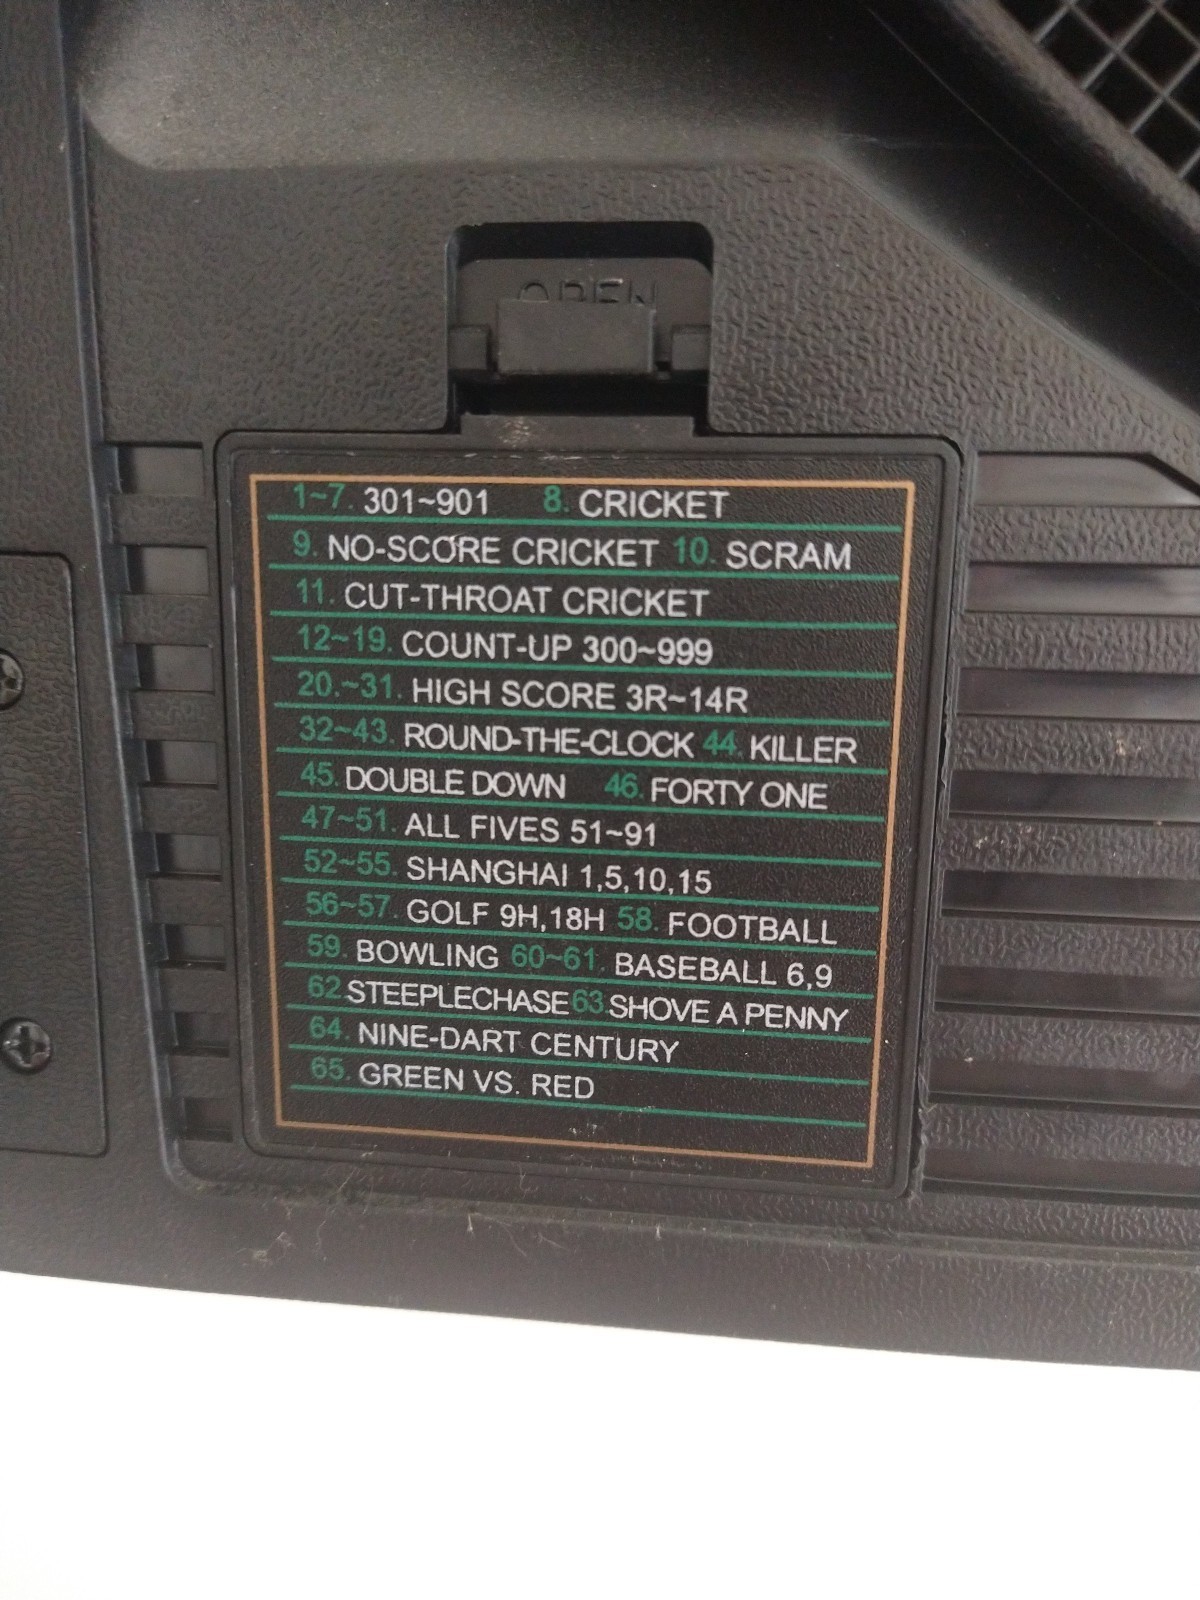 OPEN
1~7. 301~901 8. CRICKET
9. NO-SCORE CRICKET 10. SCRAM
11. CUT-THROAT CRICKET
12~19. COUNT-UP 300~999
20.~31. HIGH SCORE 3R~14R
32~43. ROUND-THE-CLOCK 44. KILLER
45. DOUBLE DOWN 46. FORTY ONE
47~51. ALL FIVES 51~91
52~55. SHANGHAI 1,5,10,15
56~57. GOLF 9H,18H 58. FOOTBALL
59. BOWLING 60~61. BASEBALL 6,9
62 STEEPLECHASE 63. SHOVE A PENNY
64. NINE-DART CENTURY
65. GREEN VS. RED